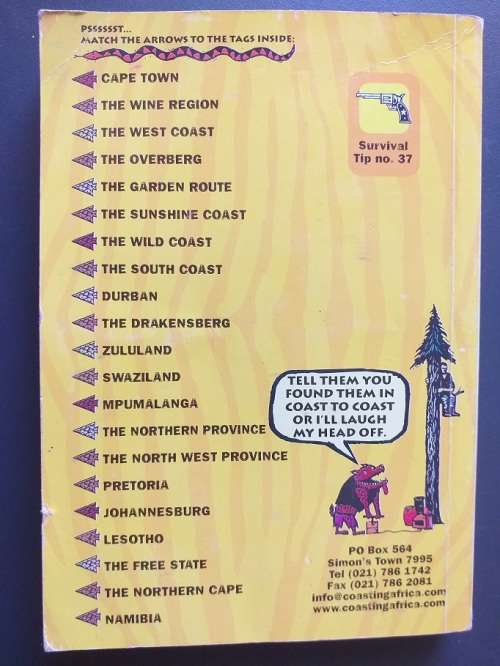 PSSSSSST...
MATCH THE ARROWS TO THE TAGS INSIDE:
CAPE TOWN
THE WINE REGION
THE WEST COAST
THE OVERBERG
THE GARDEN ROUTE
THE SUNSHINE COAST
THE WILD COAST
THE SOUTH COAST
DURBAN
THE DRAKENSBERG
ZULULAND
SWAZILAND
MPUMALANGA
THE NORTHERN PROVINCE
THE NORTH WEST PROVINCE
PRETORIA
JOHANNESBURG
LESOTHO
THE FREE STATE
THE NORTHERN CAPE
NAMIBIA
Survival
Tip no. 37
TELL THEM YOU
FOUND THEM IN
COAST TO COAST
OR I'LL LAUGH
MY HEAD OFF.
PO Box 564
Simon's Town 7995
Tel (021) 786 1742
Fax (021) 786 2081
info@coastingafrica.com
www.coastingafrica.com